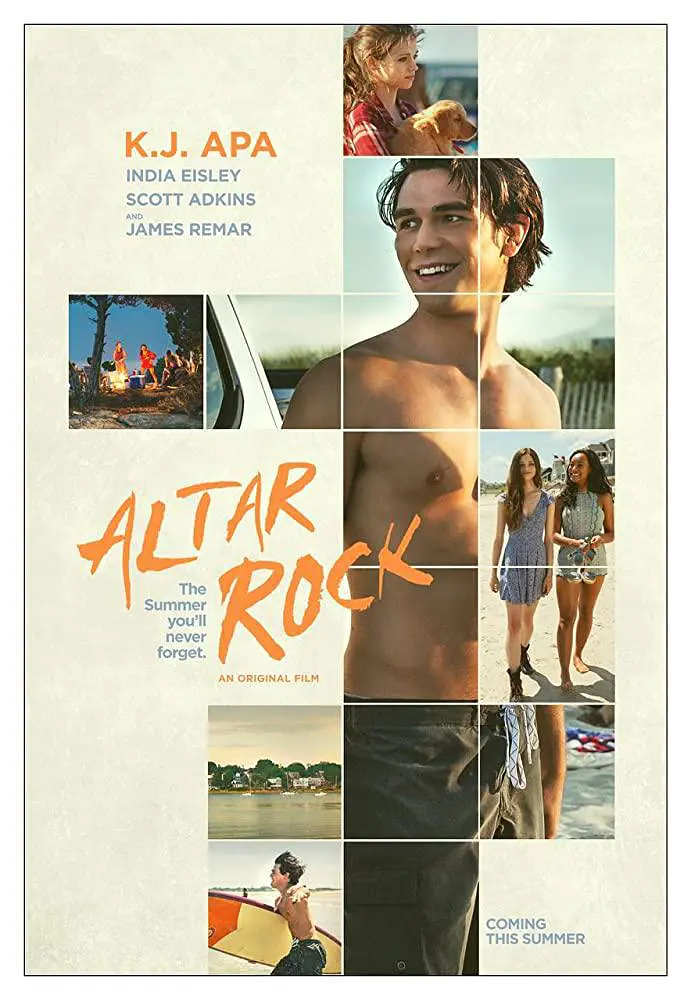 K.J. APA
INDIA EISLEY
SCOTT ADKINS
AND
JAMES REMAR
ALTAR
ROCK
The
Summer
you'll
never
forget.
AN ORIGINAL FILM
COMING
THIS SUMMER